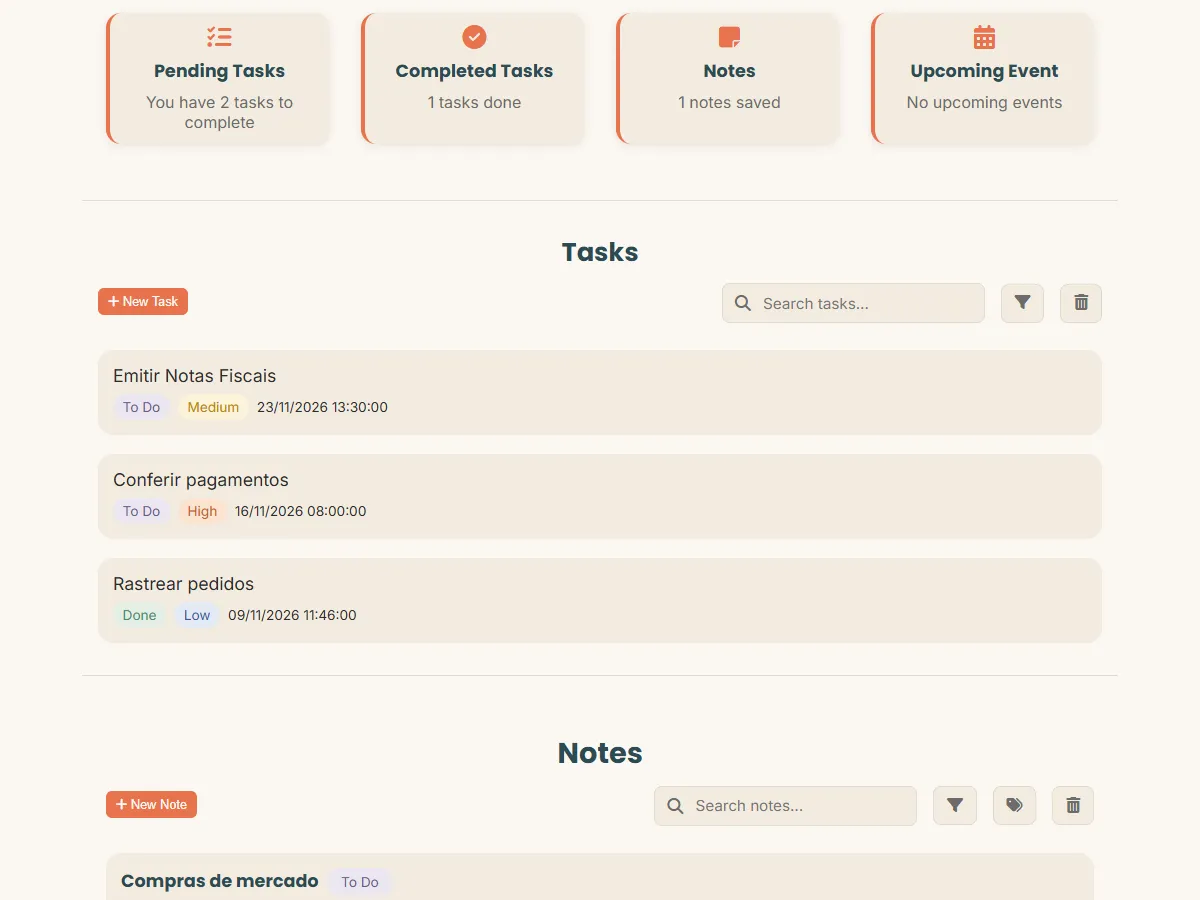 Pending Tasks
You have 2 tasks to
complete
Completed Tasks
1 tasks done
Notes
1 notes saved
Upcoming Event
No upcoming events
Tasks
New Task
Search tasks...
Emitir Notas Fiscais
To Do Medium 23/11/2026 13:30:00
Conferir pagamentos
To Do High 16/11/2026 08:00:00
Rastrear pedidos
Done Low 09/11/2026 11:46:00
Notes
New Note
Search notes...
Compras de mercado To Do